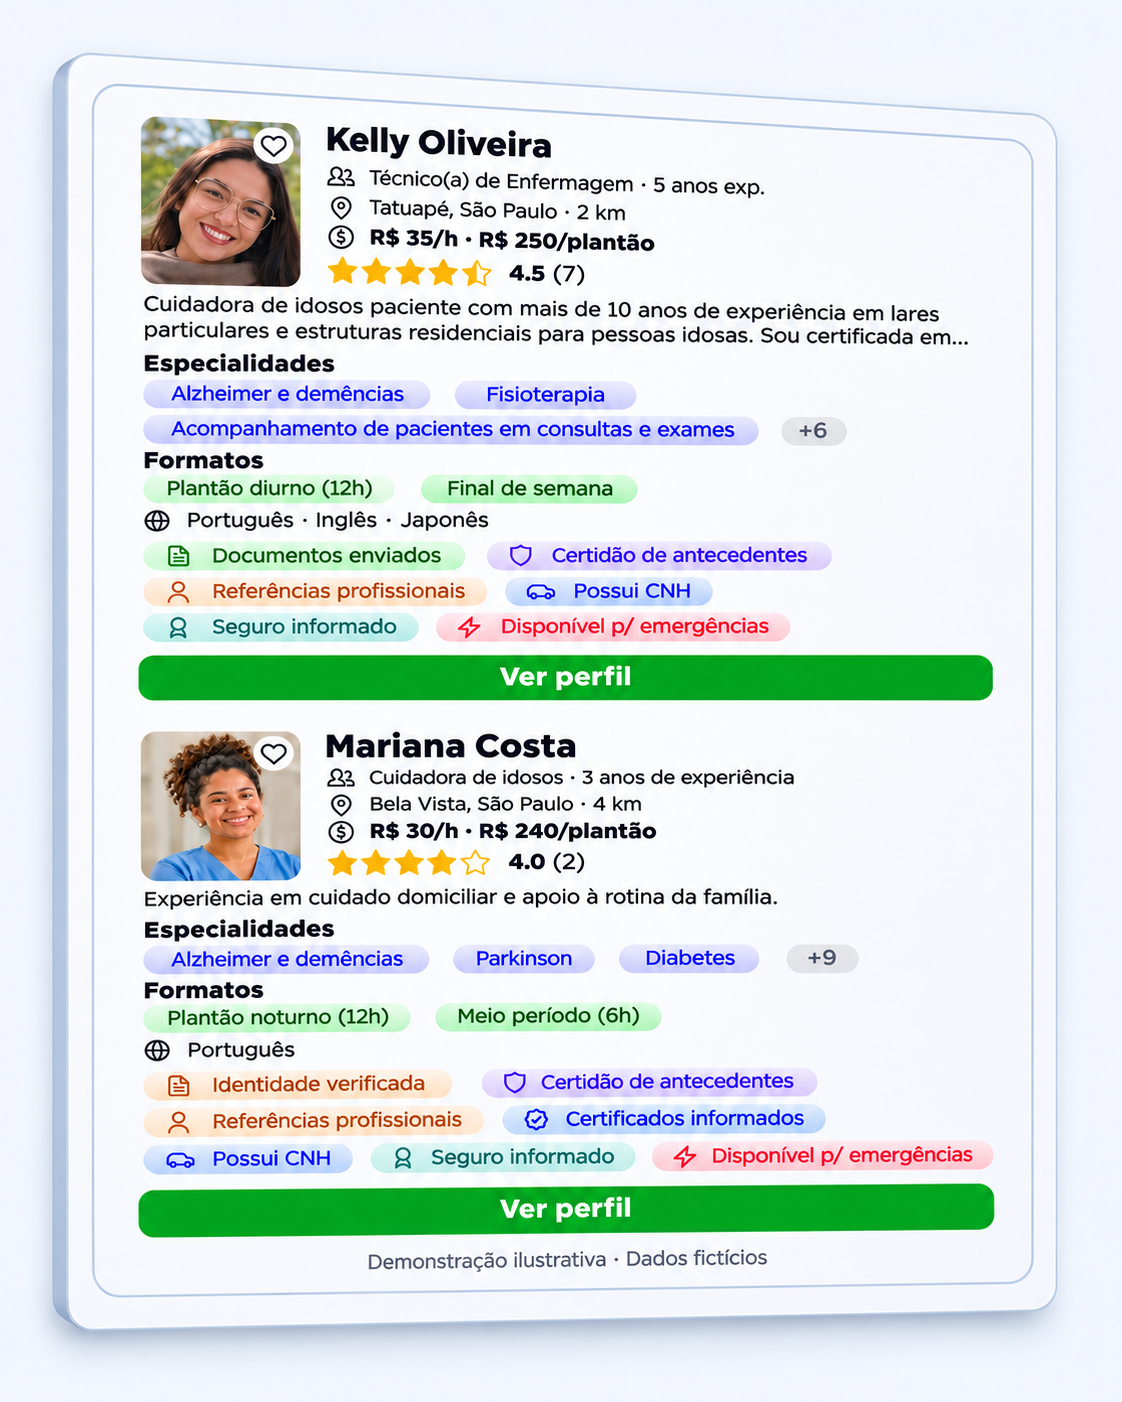 Kelly Oliveira
Técnico(a) de Enfermagem · 5 anos exp.
Tatuapé, São Paulo · 2 km
R$ 35/h · R$ 250/plantão
4.5 (7)
Cuidadora de idosos paciente com mais de 10 anos de experiência em lares
particulares e estruturas residenciais para pessoas idosas. Sou certificada em...
Especialidades
Alzheimer e demências Fisioterapia
Acompanhamento de pacientes em consultas e exames +6
Formatos
Plantão diurno (12h) Final de semana
Português · Inglês · Japonês
Documentos enviados Certidão de antecedentes
Referências profissionais Possui CNH
Seguro informado Disponível p/ emergências
Ver perfil
Mariana Costa
Cuidadora de idosos · 3 anos de experiência
Bela Vista, São Paulo · 4 km
R$ 30/h · R$ 240/plantão
4.0 (2)
Experiência em cuidado domiciliar e apoio à rotina da família.
Especialidades
Alzheimer e demências Parkinson Diabetes +9
Formatos
Plantão noturno (12h) Meio período (6h)
Português
Identidade verificada Certidão de antecedentes
Referências profissionais Certificados informados
Possui CNH Seguro informado Disponível p/ emergências
Ver perfil
Demonstração ilustrativa · Dados fictícios